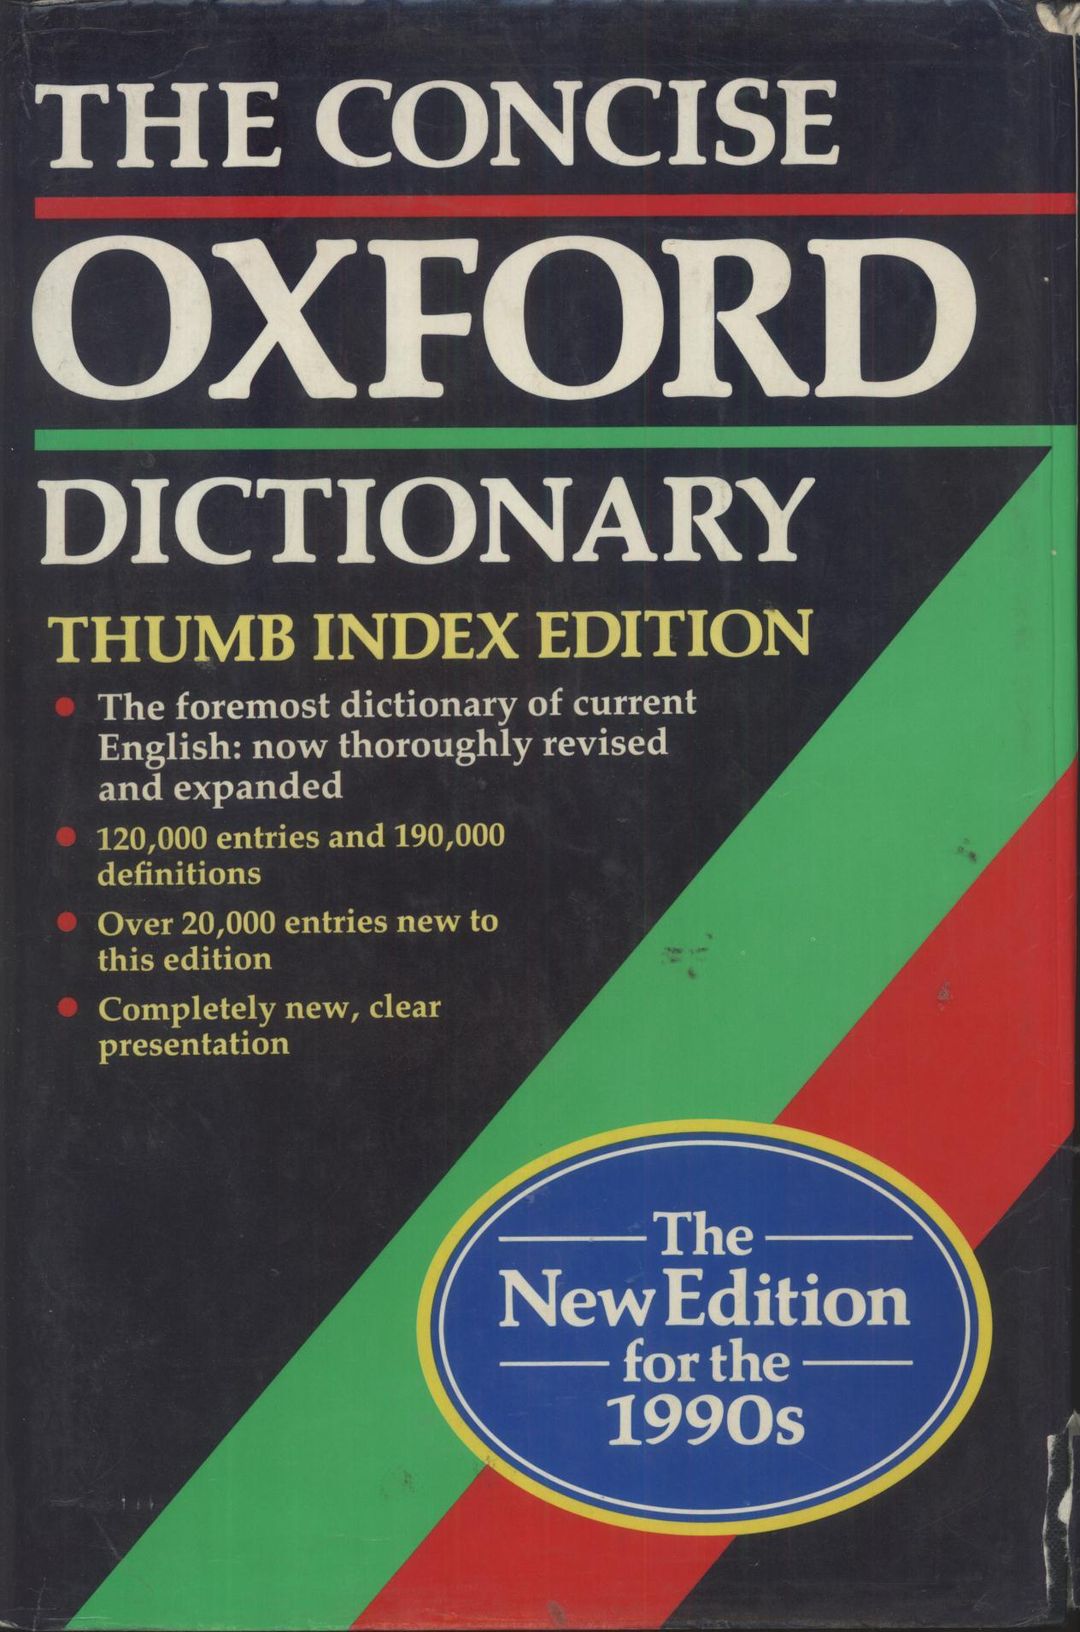 THE CONCISE
OXFORD
DICTIONARY
THUMB INDEX EDITION
• The foremost dictionary of current
English: now thoroughly revised
and expanded
• 120,000 entries and 190,000
definitions
• Over 20,000 entries new to
this edition
• Completely new, clear
presentation
The
New Edition
for the
1990s